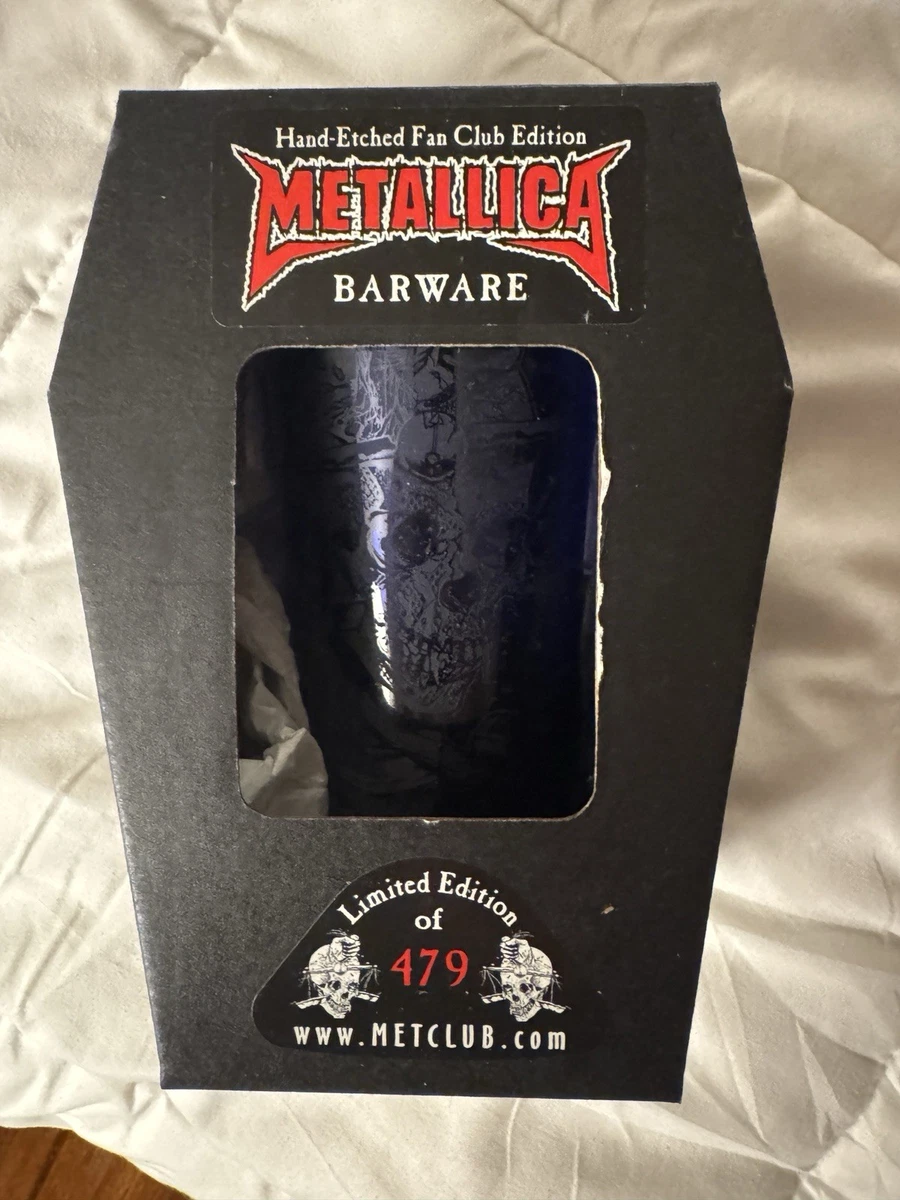 Hand-Etched Fan Club Edition
METALLICA
BARWARE
Limited Edition
of
479
www.METCLUB.com